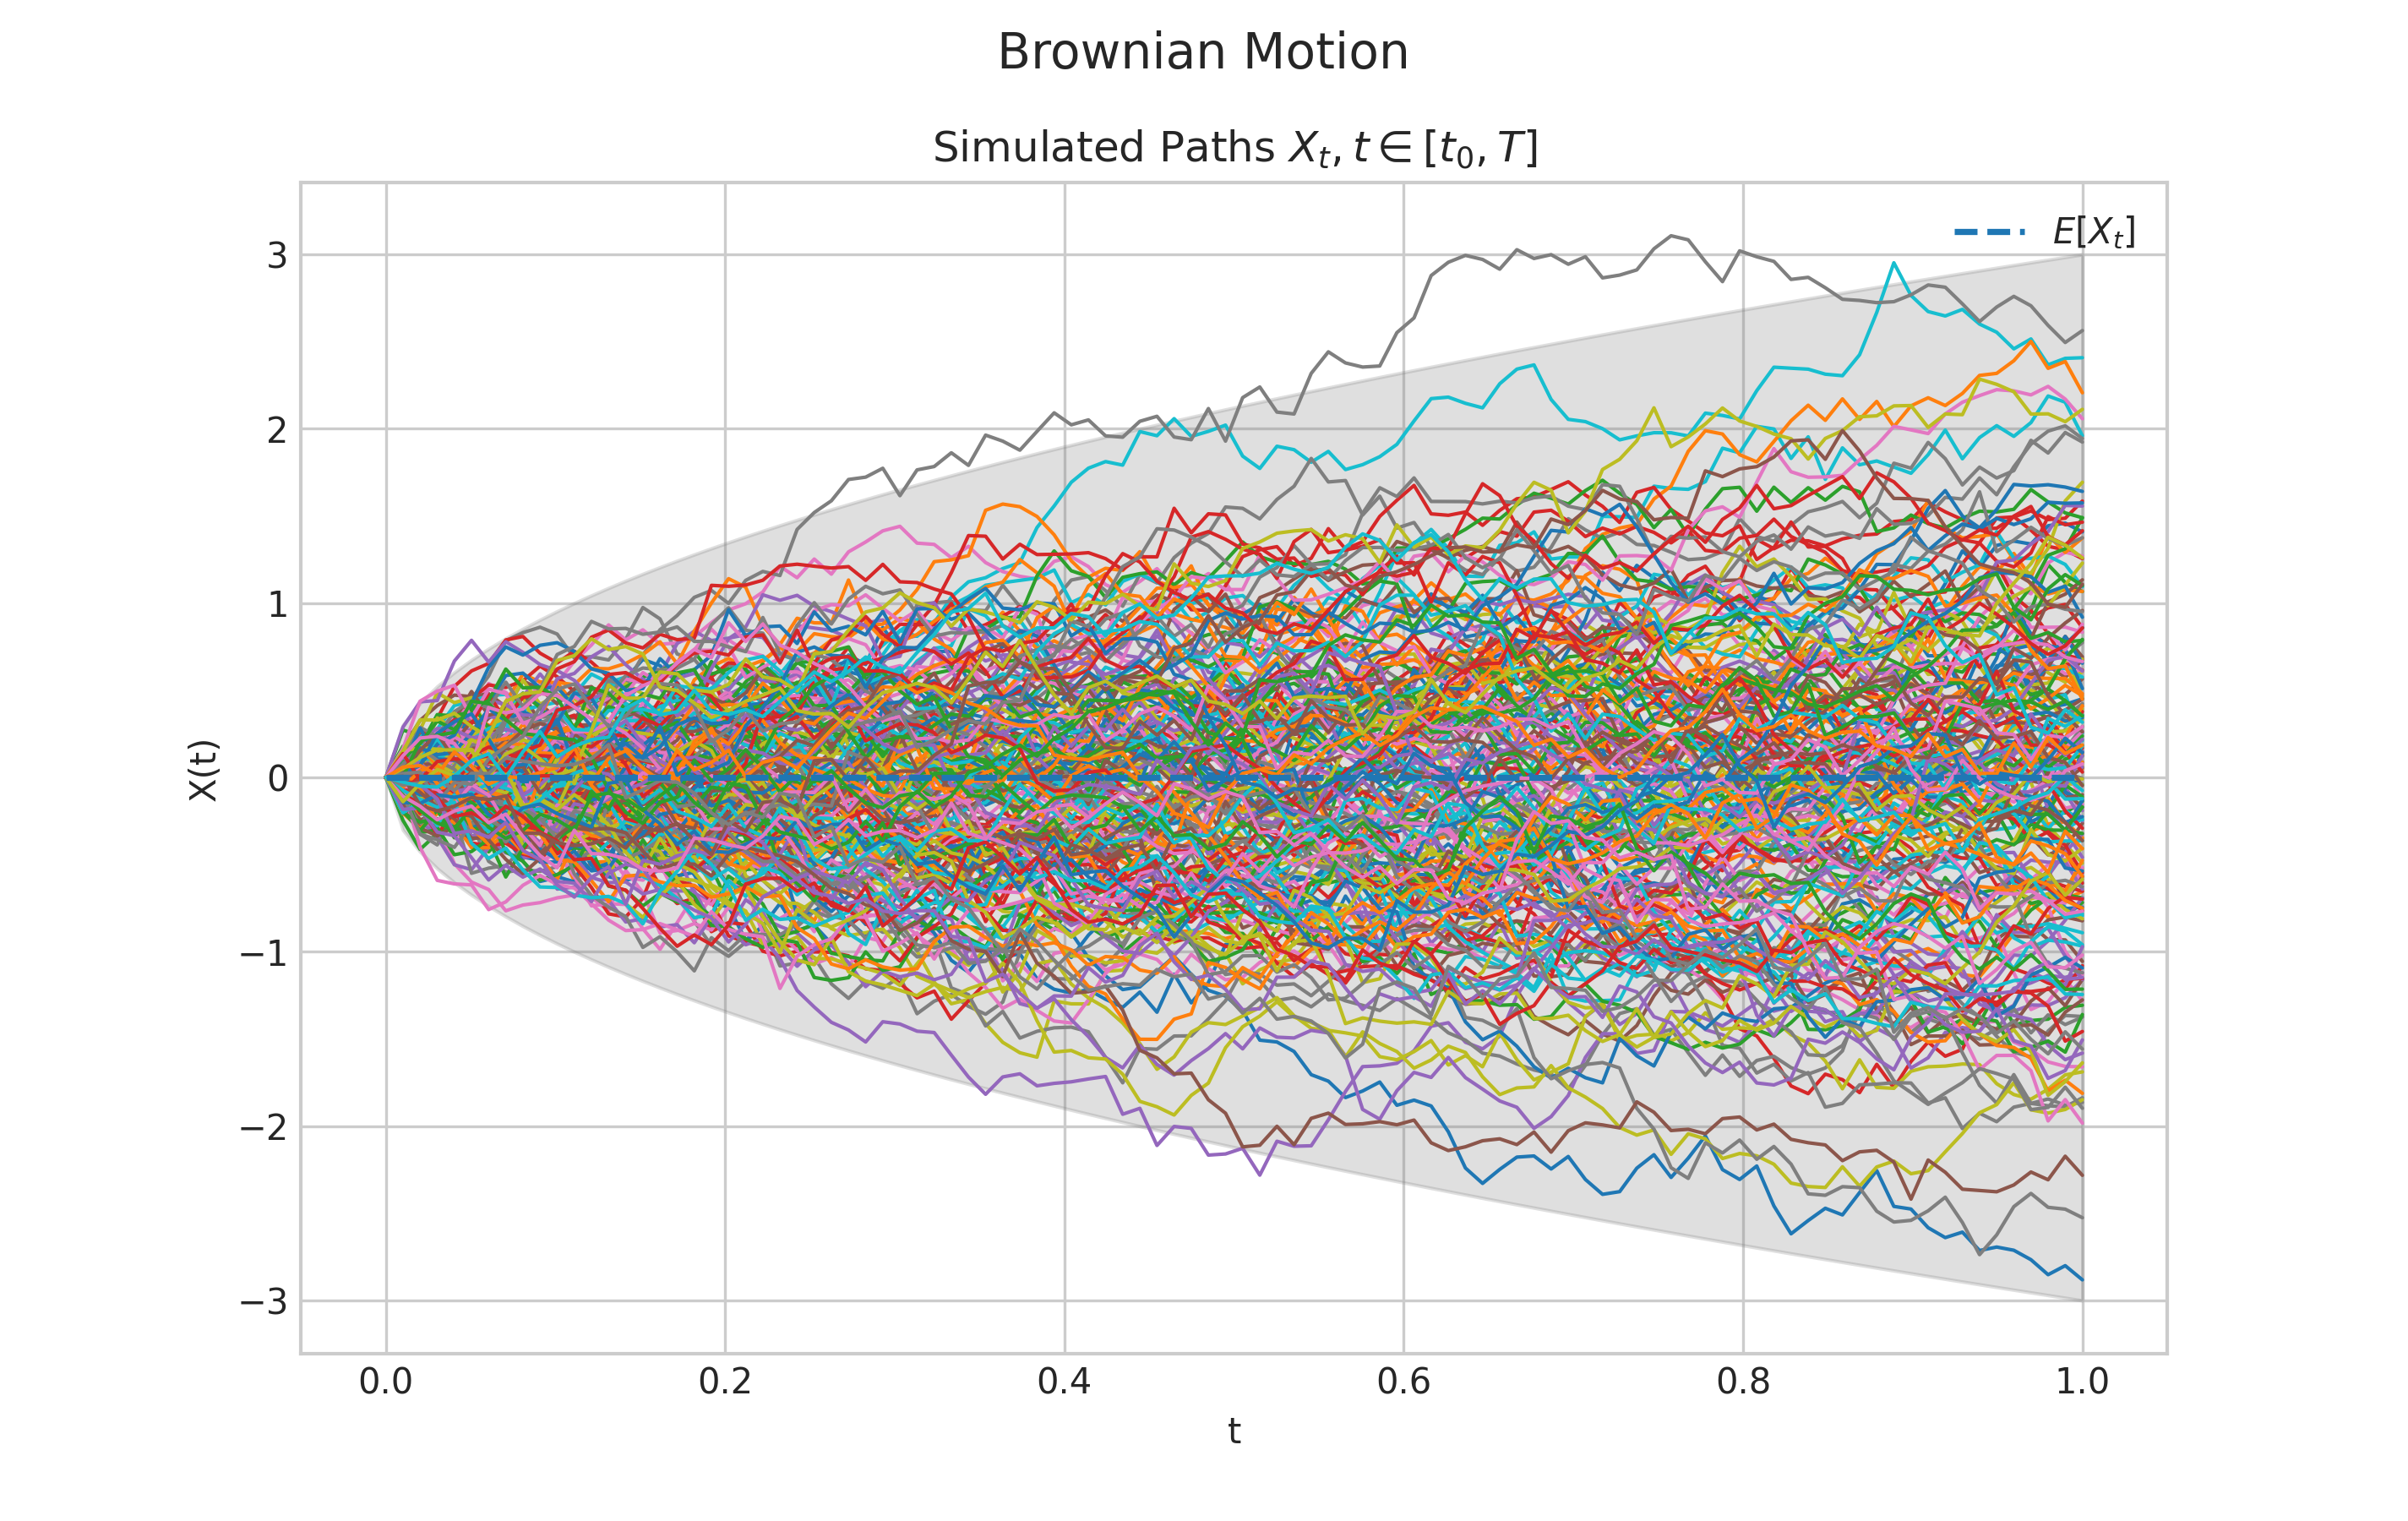 Brownian Motion
Simulated Paths $X_t, t \in [t_0, T]$
$E[X_t]$
3
2
1
0
−1
−2
−3
X(t)
0.0 0.2 0.4 0.6 0.8 1.0
t